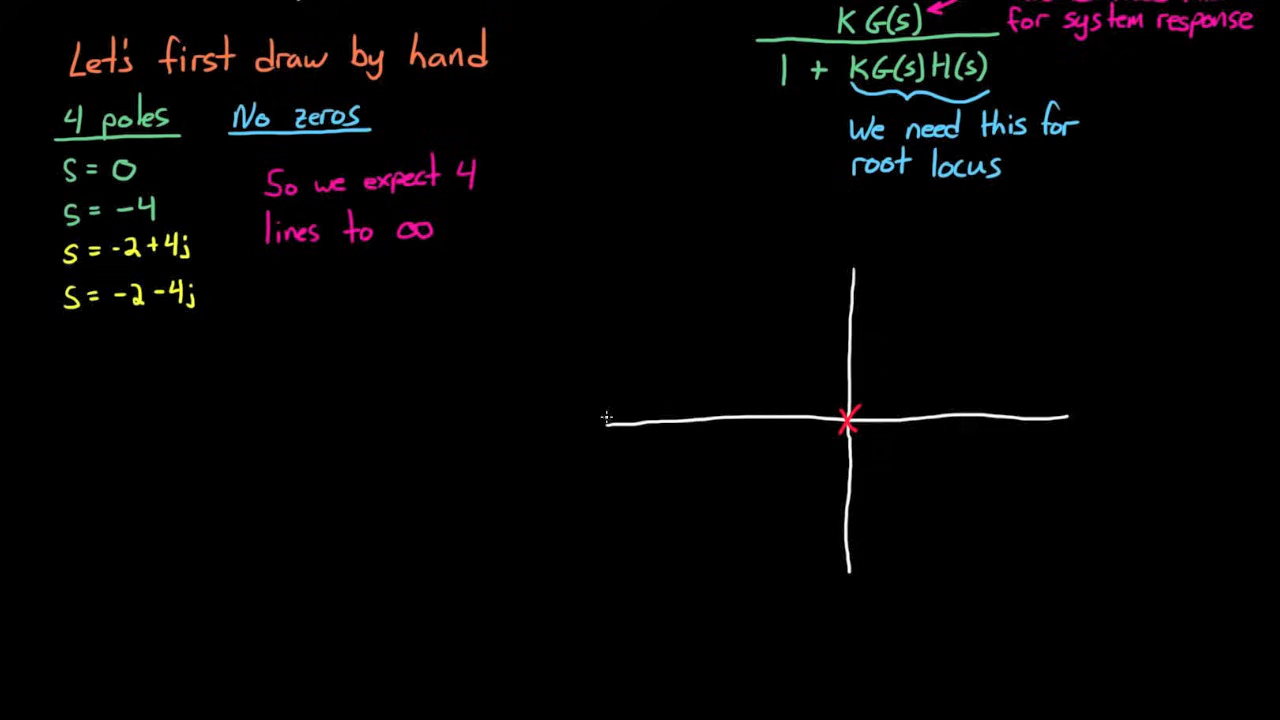 Let's first draw by hand
4 poles
No zeros
s = 0
s = -4
s = -2+4j
s = -2-4j
So we expect 4
lines to ∞
KG(s)
1 + KG(s)H(s)
for system response
We need this for
root locus